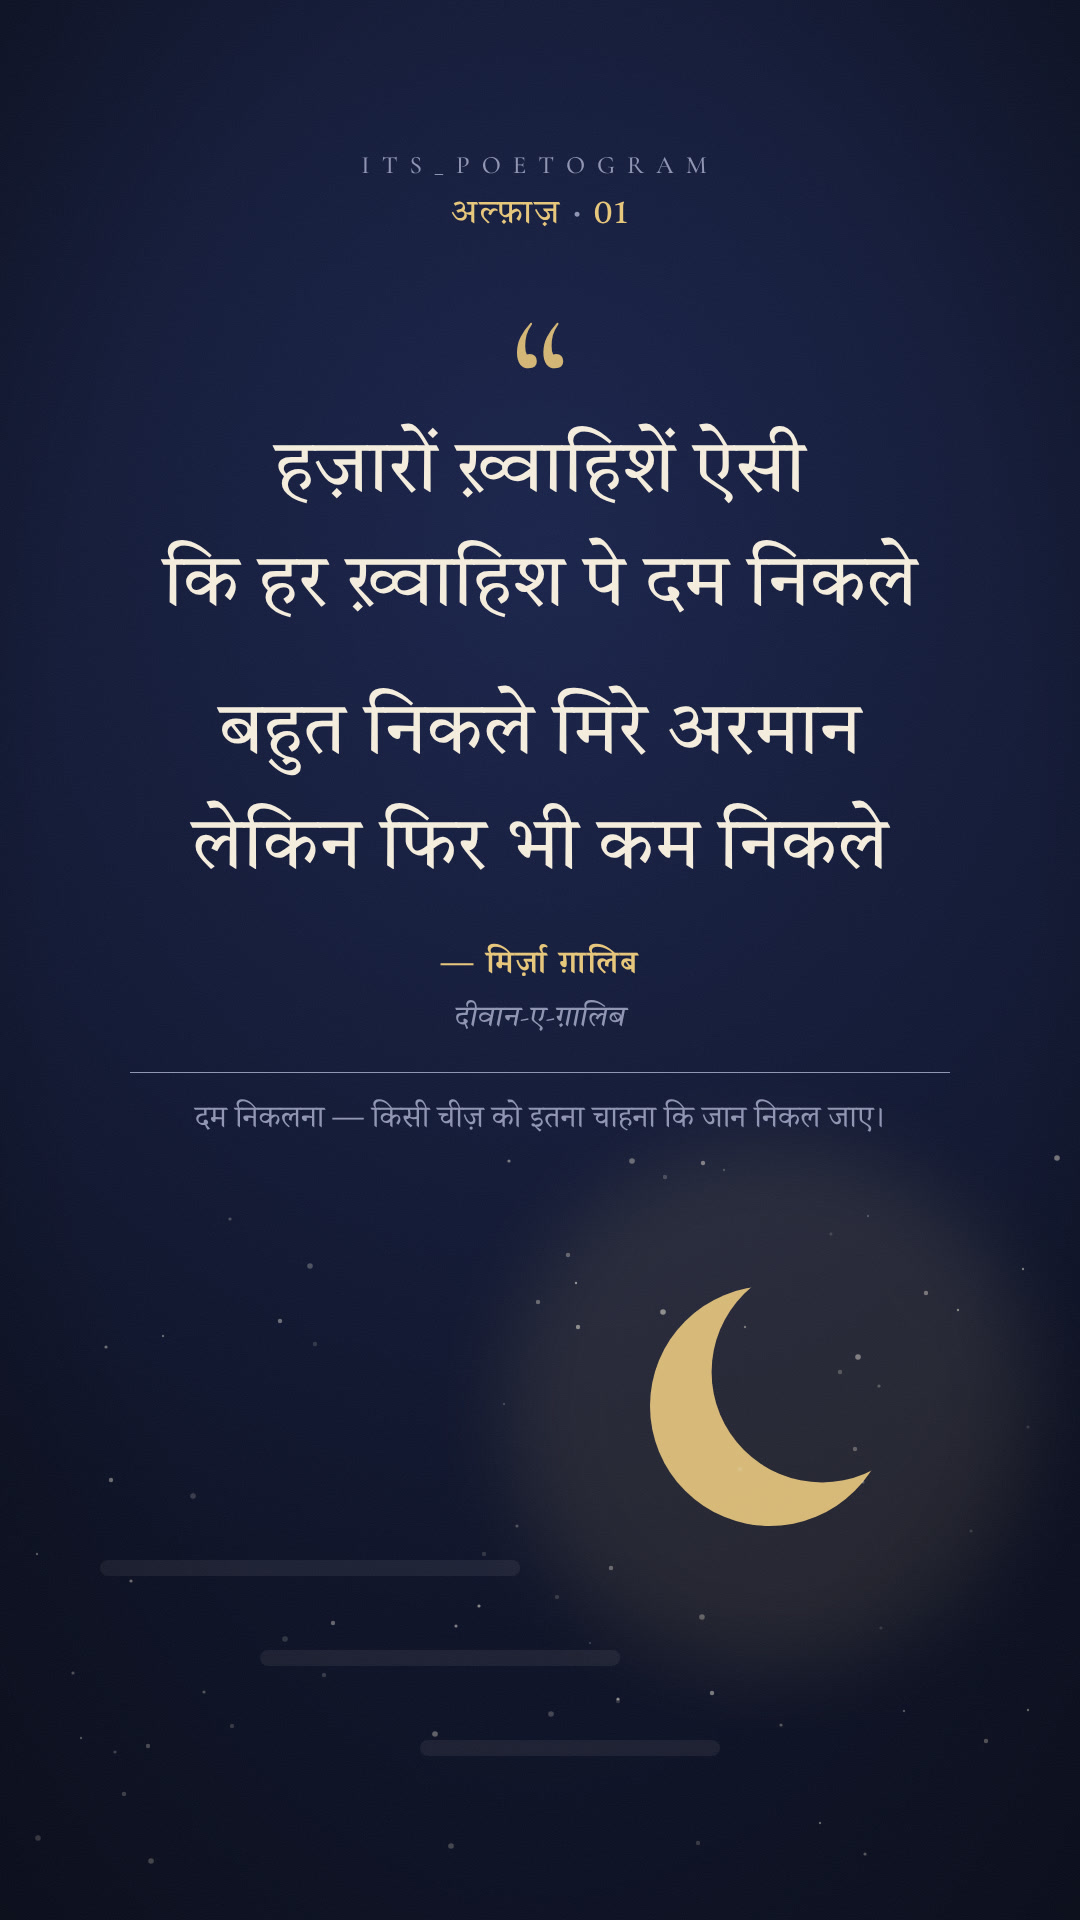 ITS_POETOGRAM
अल्फ़ाज़ · 01
“
हज़ारों ख़्वाहिशें ऐसी
कि हर ख़्वाहिश पे दम निकले
बहुत निकले मिरे अरमान
लेकिन फिर भी कम निकले
— मिर्ज़ा ग़ालिब
दीवान-ए-ग़ालिब
दम निकलना — किसी चीज़ को इतना चाहना कि जान निकल जाए।